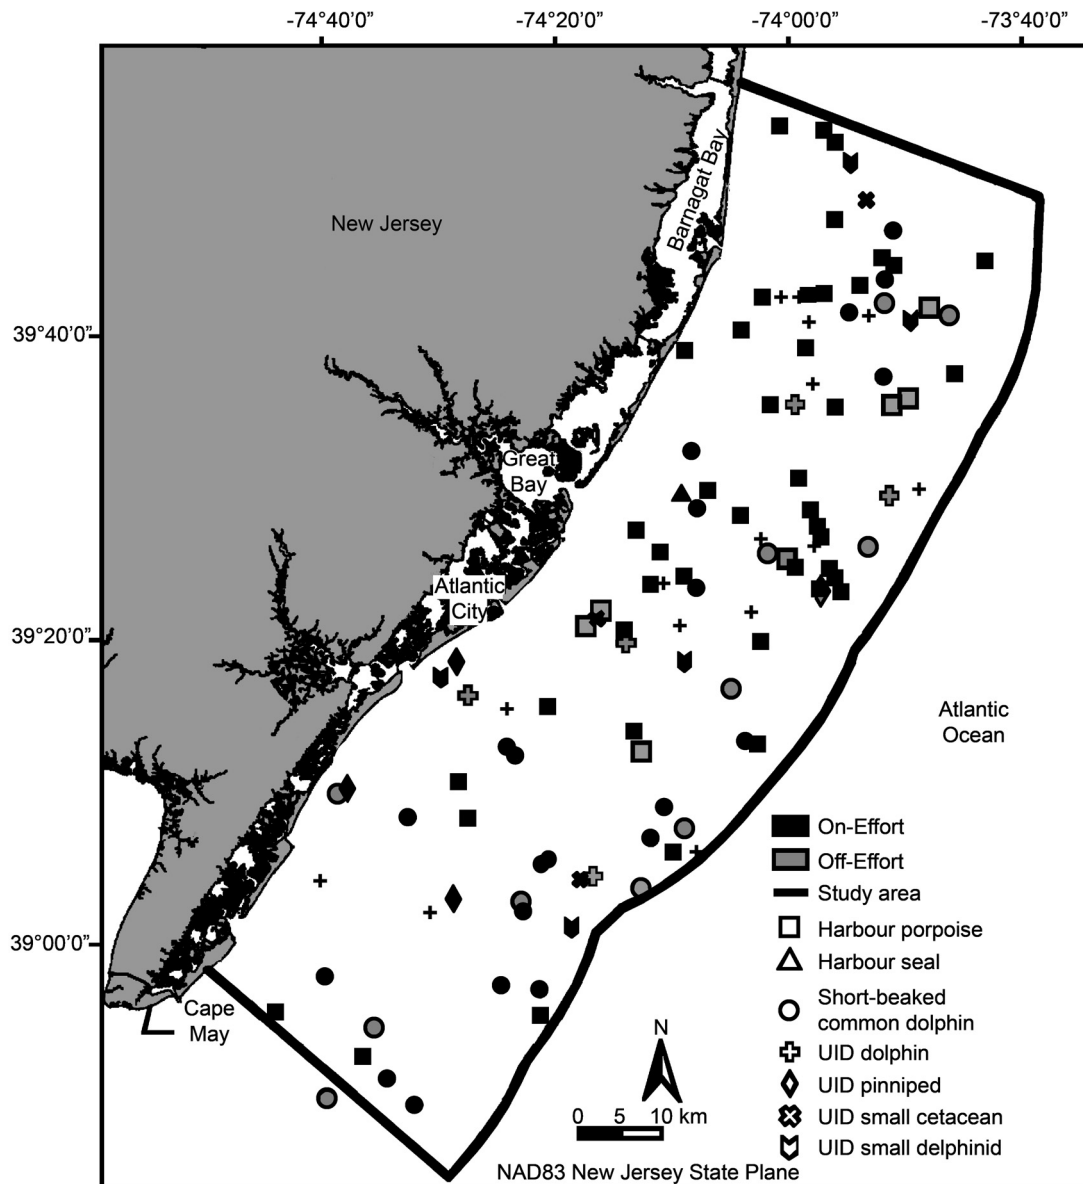 -74°40'0" -74°20'0" -74°00'0" -73°40'0"
Barnagat Bay
New Jersey
39°40'0"
Great
Bay
Atlantic
City
39°20'0"
Atlantic
Ocean
On-Effort
Off-Effort
Study area
Harbour porpoise
39°00'0"
Harbour seal
Short-beaked
common dolphin
Cape
May
N
UID dolphin
UID pinniped
0 5 10 km
UID small cetacean
UID small delphinid
NAD83 New Jersey State Plane